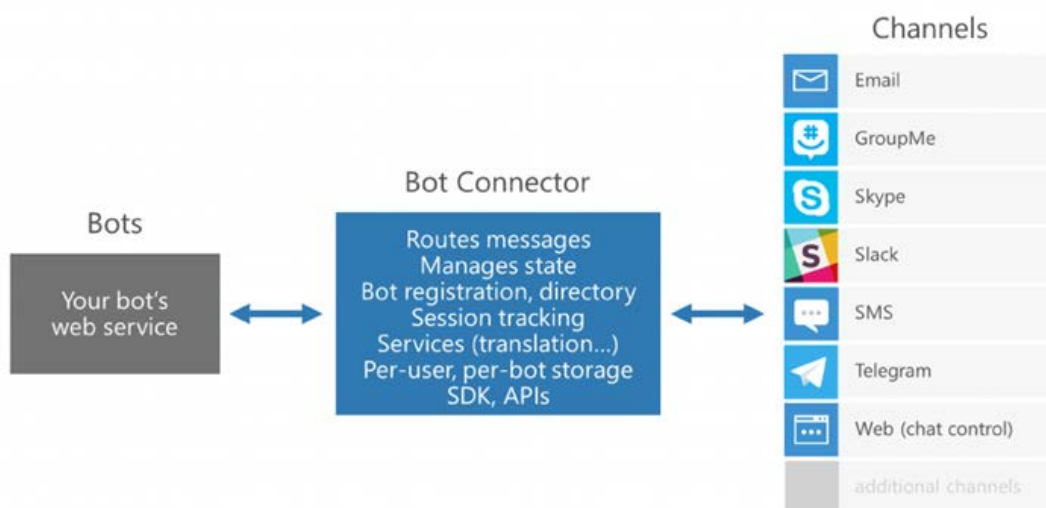 Channels
Email
GroupMe
Skype
Slack
SMS
Telegram
Web (chat control)
additional channels
Bot Connector
Routes messages
Manages state
Bot registration, directory
Session tracking
Services (translation...)
Per-user, per-bot storage
SDK, APIs
Bots
Your bot's
web service
#
S
S